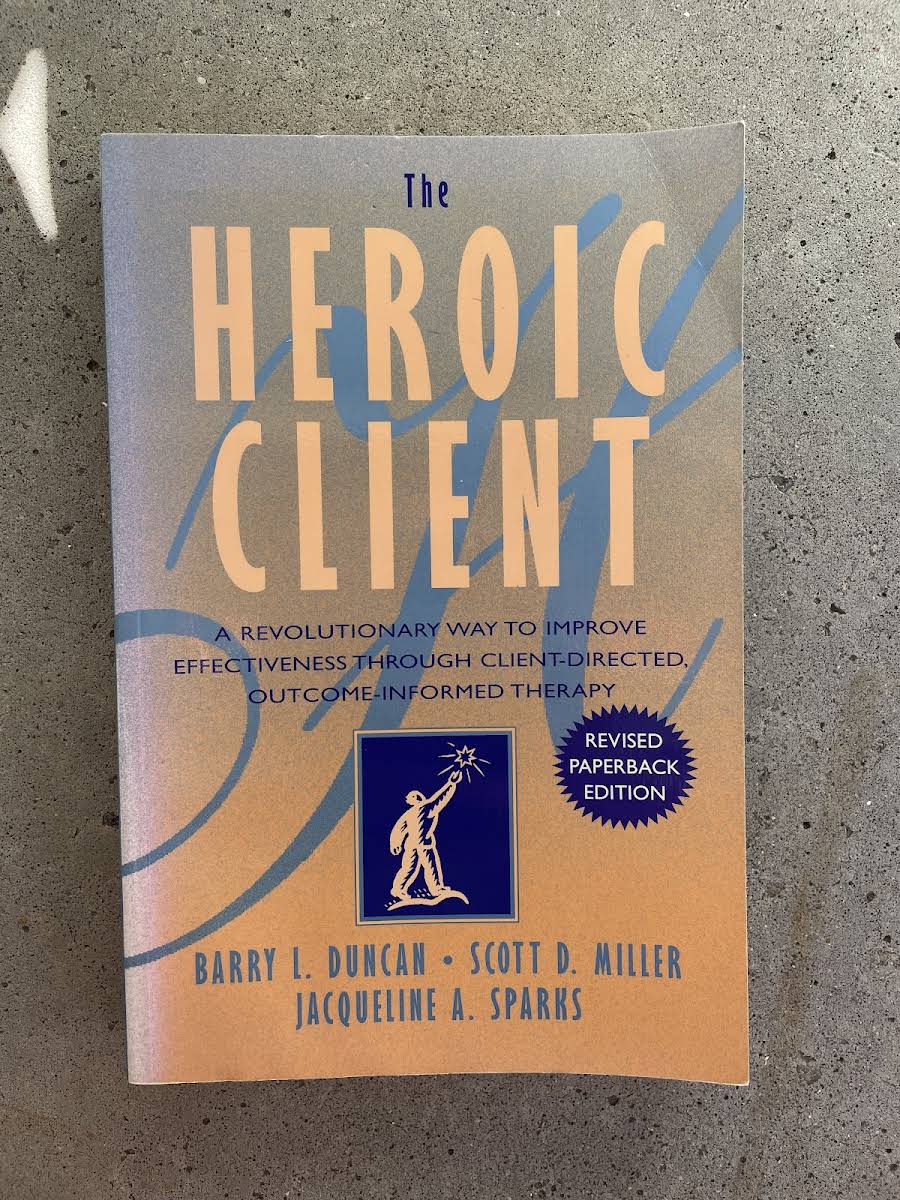 The
HEROIC
CLIENT
A REVOLUTIONARY WAY TO IMPROVE
EFFECTIVENESS THROUGH CLIENT-DIRECTED,
OUTCOME-INFORMED THERAPY
REVISED
PAPERBACK
EDITION
BARRY L. DUNCAN • SCOTT D. MILLER
JACQUELINE A. SPARKS